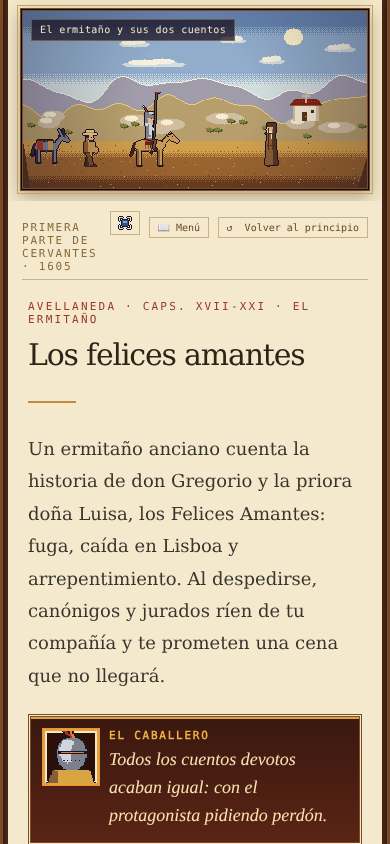 El ermitaño y sus dos cuentos
PRIMERA
PARTE DE
CERVANTES
· 1605
📖 Menú
↺ Volver al principio
AVELLANEDA · CAPS. XVII-XXI · EL
ERMITAÑO
Los felices amantes
Un ermitaño anciano cuenta la
historia de don Gregorio y la priora
doña Luisa, los Felices Amantes:
fuga, caída en Lisboa y
arrepentimiento. Al despedirse,
canónigos y jurados ríen de tu
compañía y te prometen una cena
que no llegará.
EL CABALLERO
Todos los cuentos devotos
acaban igual: con el
protagonista pidiendo perdón.